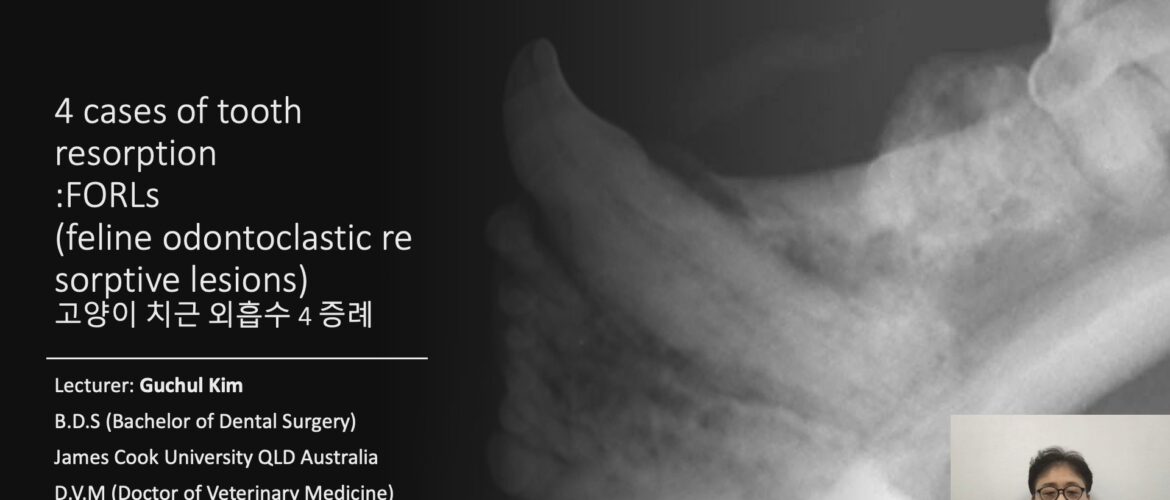 4 cases of tooth
resorption
:FORLs
(feline odontoclastic re
sorptive lesions)
고양이 치근 외흡수 4 증례
Lecturer: Guchul Kim
B.D.S (Bachelor of Dental Surgery)
James Cook University QLD Australia
D.V.M (Doctor of Veterinary Medicine)